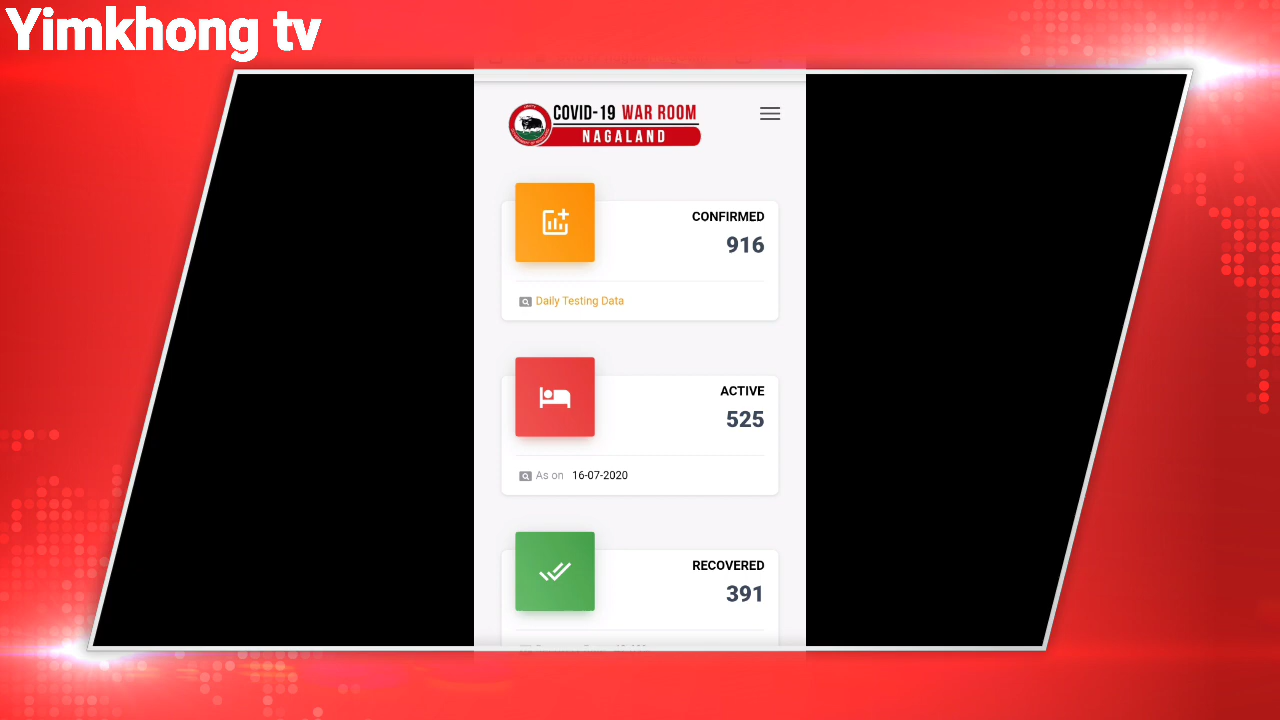 Yimkhong tv
COVID-19 WAR ROOM
NAGALAND
CONFIRMED
916
Daily Testing Data
ACTIVE
525
As on 16-07-2020
RECOVERED
391